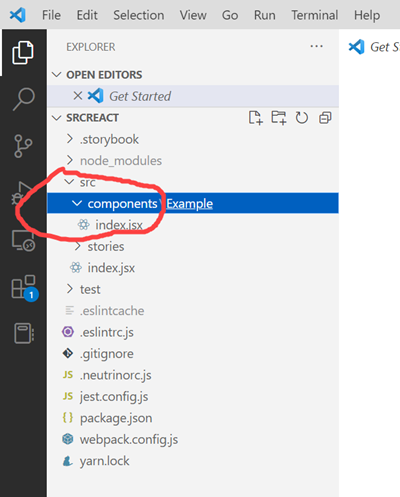 File Edit Selection View Go Run Terminal Help
EXPLORER
Get S
OPEN EDITORS
Get Started
SRCREACT
.storybook
node_modules
src
components Example
index.jsx
stories
index.jsx
test
.eslintcache
.eslintrc.js
.gitignore
1
.neutrinorc.js
JS jest.config.js
{ } package.json
webpack.config.js
yarn.lock